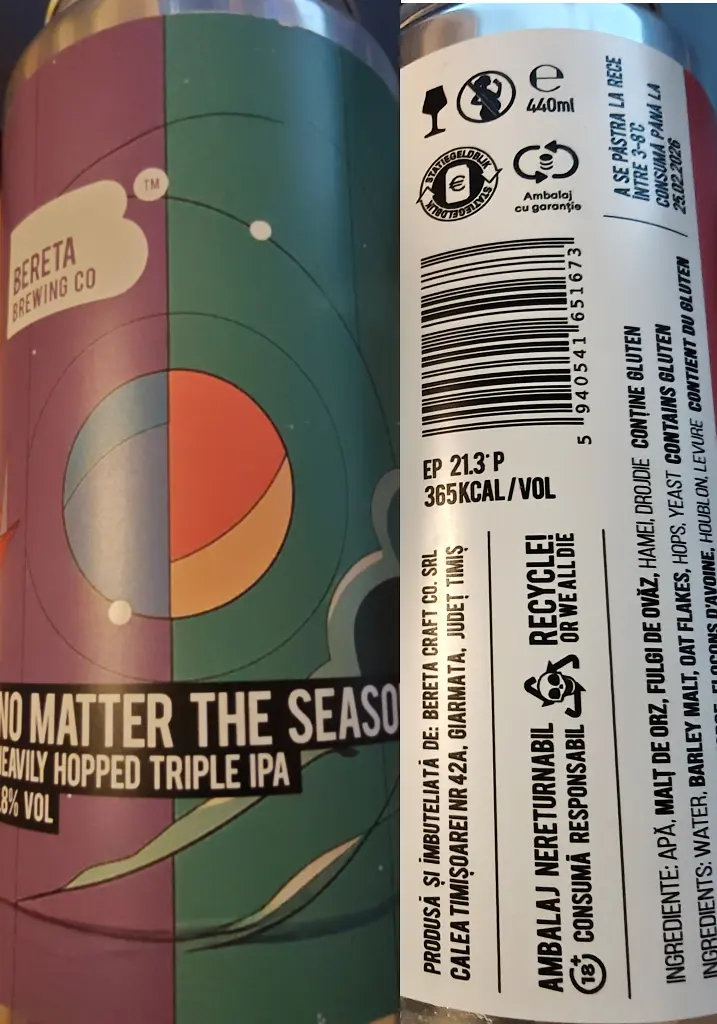 BERETA
BREWING CO
TM
NO MATTER THE SEASO
HEAVILY HOPPED TRIPLE IPA
.8% VOL
℮
440ml
STATIEGELDBLIK
STATIEGELDBLIK
€
Ambalaj
cu garanție
A SE PĂSTRA LA RECE
ÎNTRE 3-8°C
CONSUMĂ PÂNĂ LA
25.02.2026
5 940541 651673
EP 21.3°P
365KCAL/VOL
PRODUSĂ ȘI ÎMBUTELIATĂ DE: BERETA CRAFT CO. SRL
CALEA TIMIȘOAREI NR 42A, GIARMATA, JUDEȚ TIMIȘ
AMBALAJ NERETURNABIL
18+ CONSUMĂ RESPONSABIL
RECYCLE!
OR WE ALL DIE
INGREDIENTE: APĂ, MALȚ DE ORZ, FULGI DE OVĂZ, HAMEI, DROJDIE CONȚINE GLUTEN
INGREDIENTS: WATER, BARLEY MALT, OAT FLAKES, HOPS, YEAST CONTAINS GLUTEN
FLOCONS D'AVOINE, HOUBLON, LEVURE CONTIENT DU GLUTEN